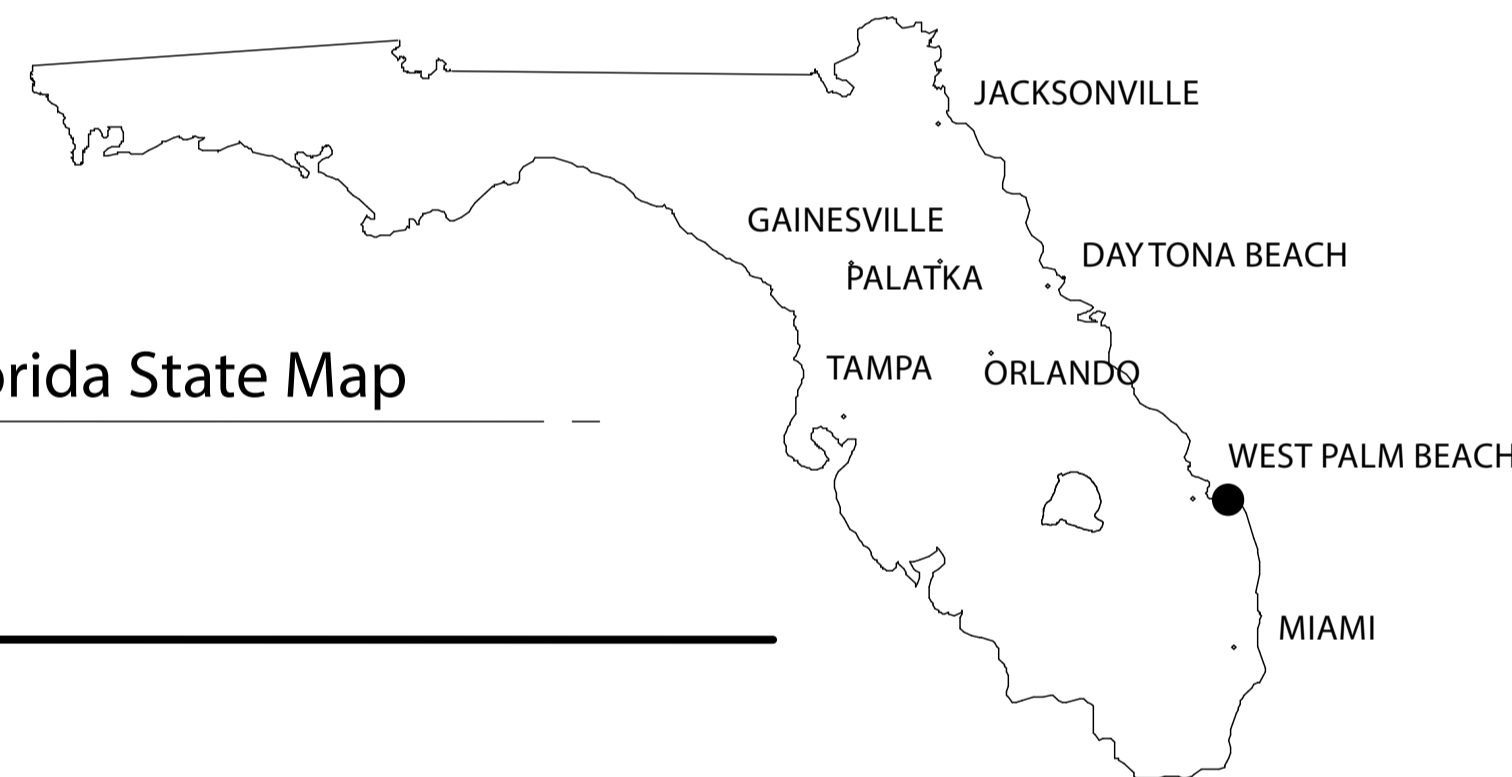 JACKSONVILLE
GAINESVILLE
DAYTONA BEACH
PALATKA
orida State Map
TAMPA
ORLANDO
WEST PALM BEACH
MIAMI